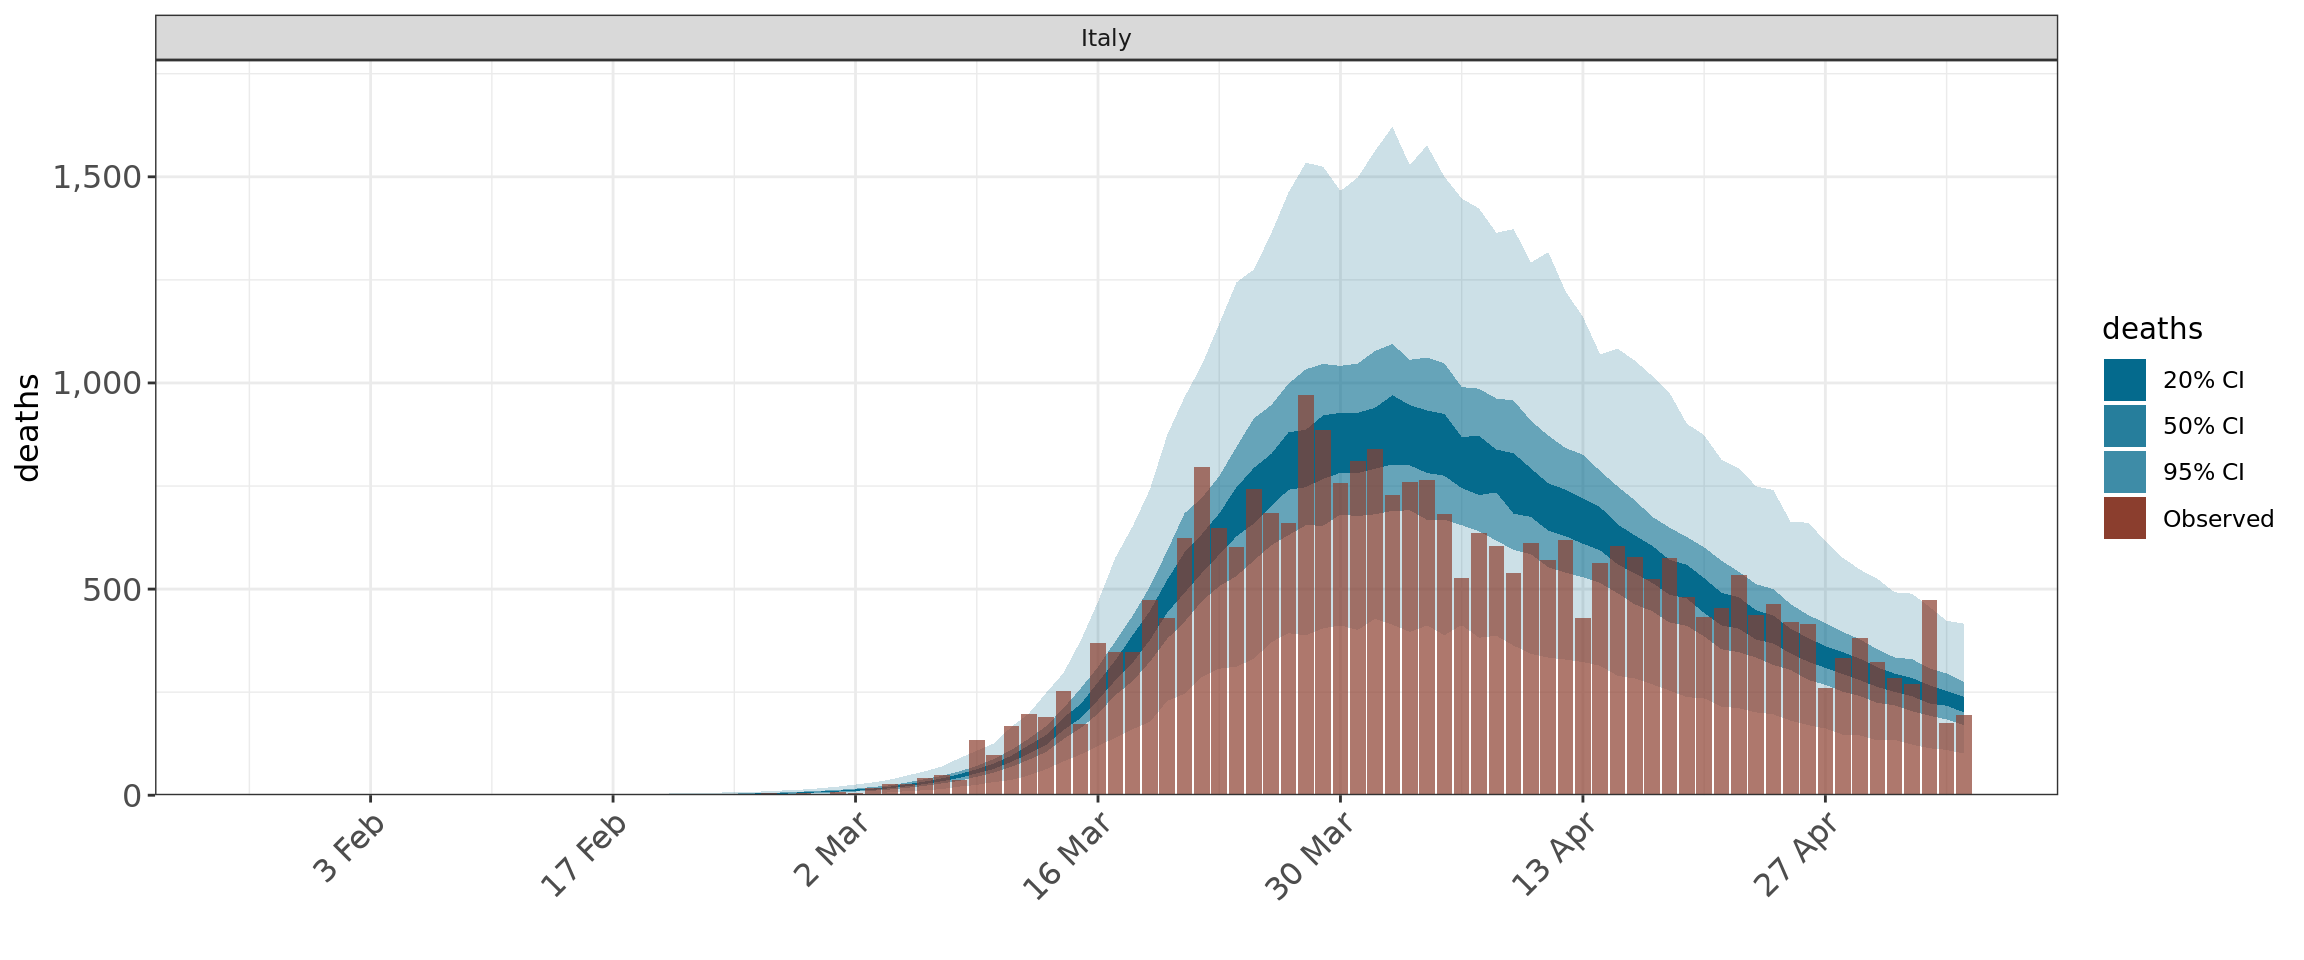 Italy
deaths
1,500
1,000
500
0
3 Feb
17 Feb
2 Mar
16 Mar
30 Mar
13 Apr
27 Apr
deaths
20% CI
50% CI
95% CI
Observed